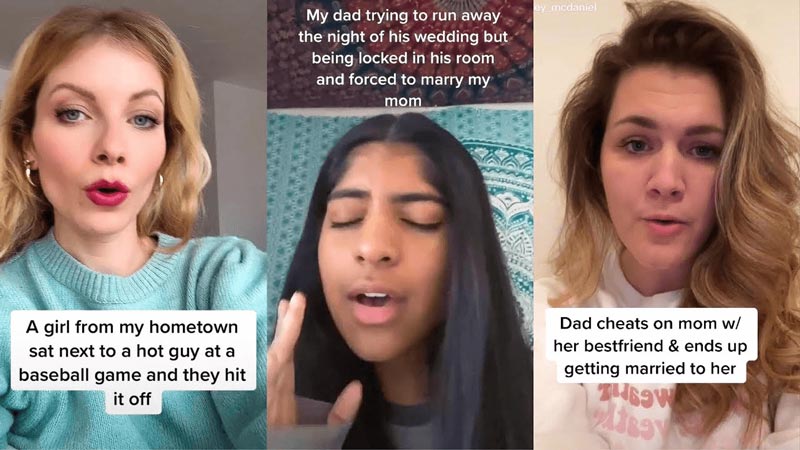 A girl from my hometown
sat next to a hot guy at a
baseball game and they hit
it off
My dad trying to run away
the night of his wedding but
being locked in his room
and forced to marry my
mom
ey_mcdaniel
Dad cheats on mom w/
her bestfriend & ends up
getting married to her